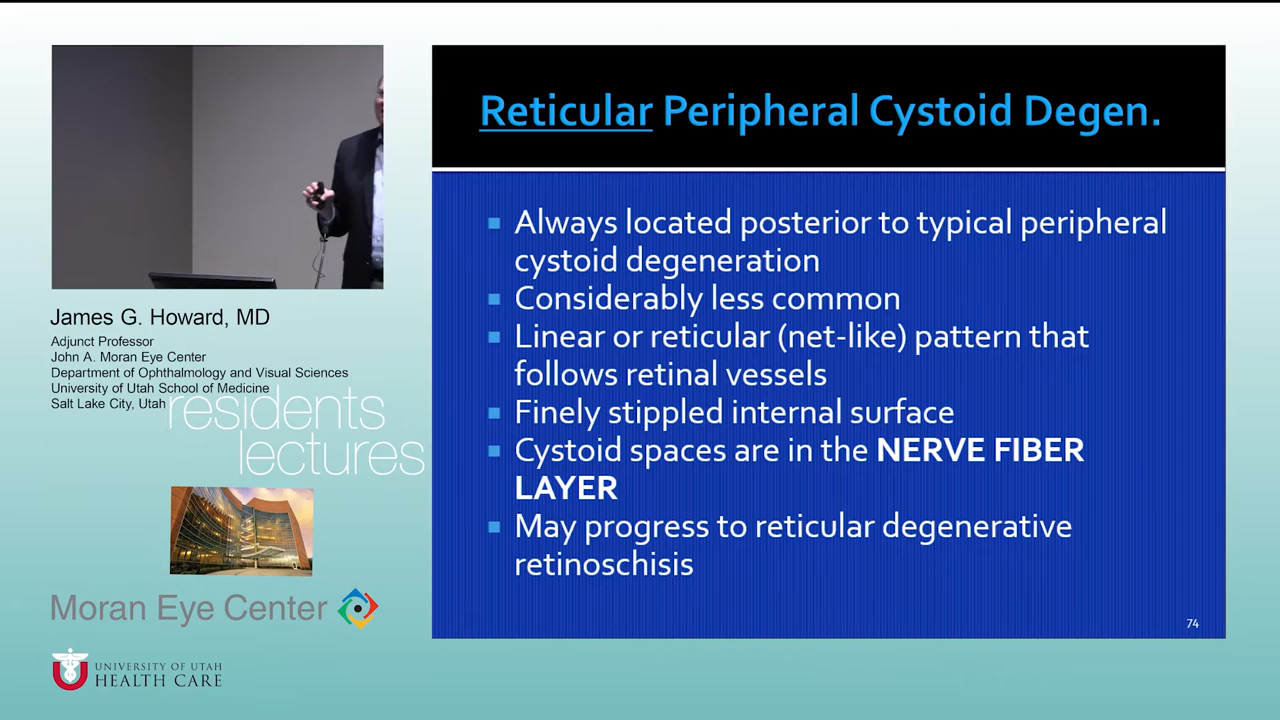 Reticular Peripheral Cystoid Degen.
Always located posterior to typical peripheral
cystoid degeneration
Considerably less common
Linear or reticular (net-like) pattern that
follows retinal vessels
Finely stippled internal surface
Cystoid spaces are in the NERVE FIBER
LAYER
May progress to reticular degenerative
retinoschisis
74
James G. Howard, MD
Adjunct Professor
John A. Moran Eye Center
Department of Ophthalmology and Visual Sciences
University of Utah School of Medicine
Salt Lake City, Utah
residents
lectures
Moran Eye Center
U
UNIVERSITY OF UTAH
HEALTH CARE